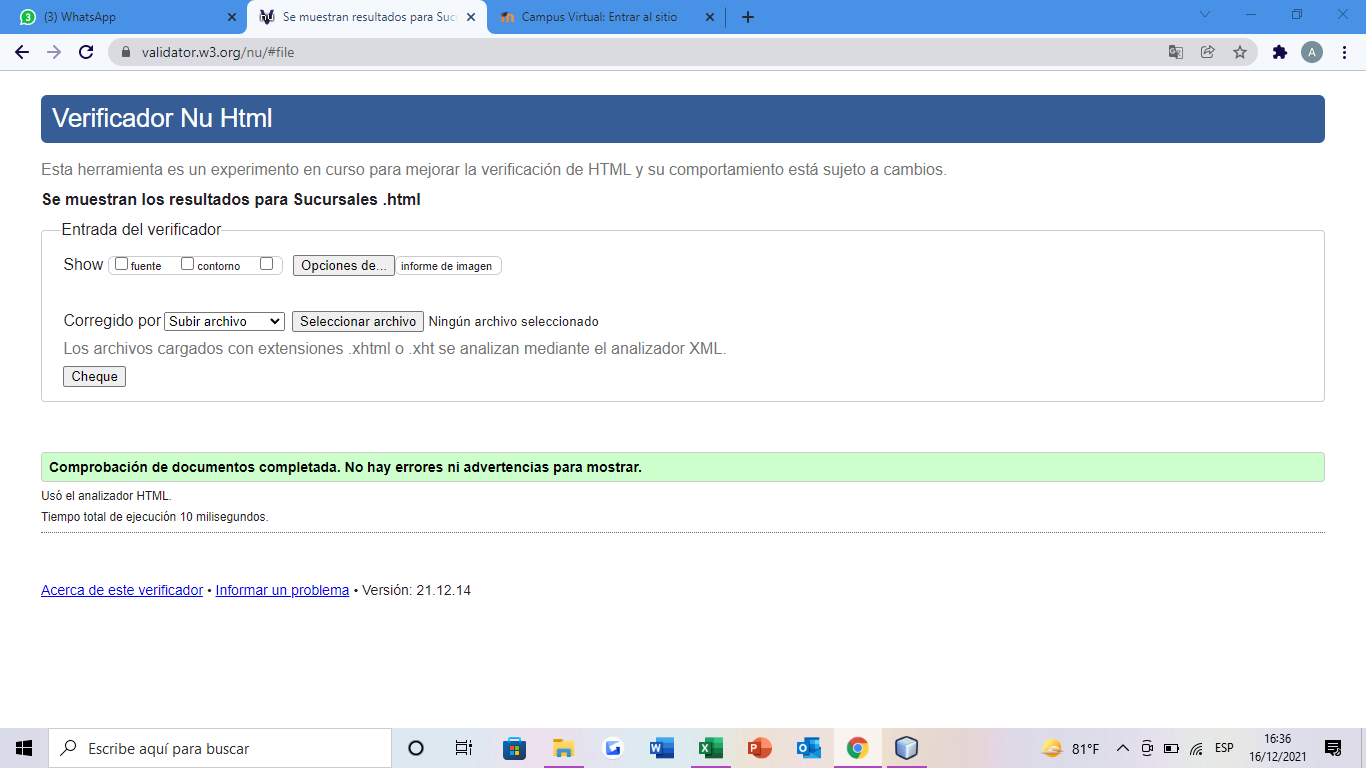 (3) WhatsApp
Se muestran resultados para Suc
Campus Virtual: Entrar al sitio
validator.w3.org/nu/#file
A
Verificador Nu Html
Esta herramienta es un experimento en curso para mejorar la verificación de HTML y su comportamiento está sujeto a cambios.
Se muestran los resultados para Sucursales .html
Entrada del verificador
Show fuente contorno Opciones de... informe de imagen
Corregido por Subir archivo Seleccionar archivo Ningún archivo seleccionado
Los archivos cargados con extensiones .xhtml o .xht se analizan mediante el analizador XML.
Cheque
Comprobación de documentos completada. No hay errores ni advertencias para mostrar.
Usó el analizador HTML.
Tiempo total de ejecución 10 milisegundos.
Acerca de este verificador • Informar un problema • Versión: 21.12.14
Escribe aquí para buscar
81°F
ESP
16:36
16/12/2021